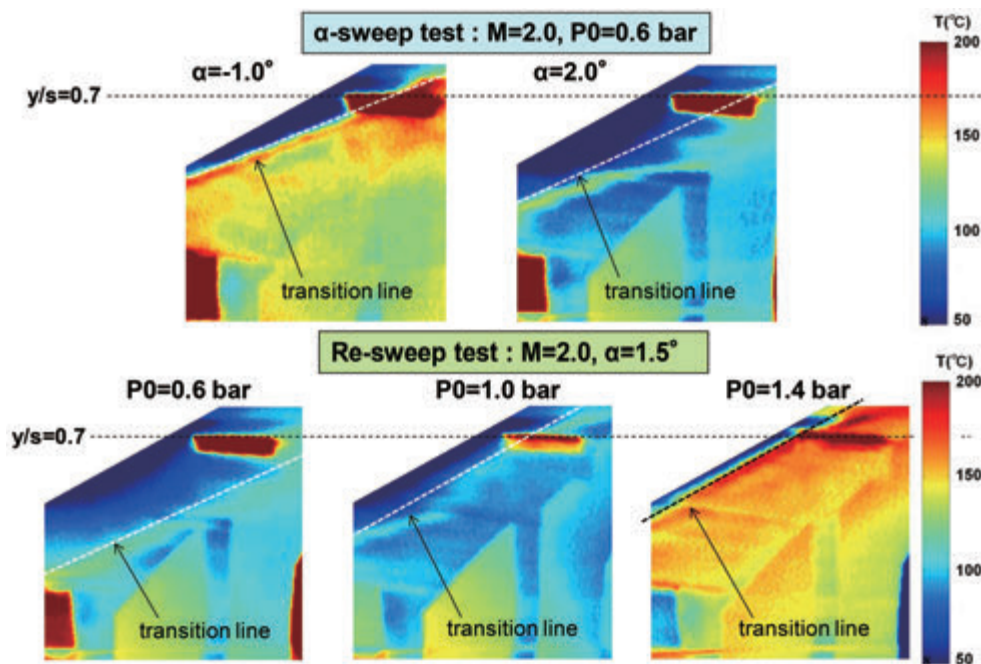 α-sweep test : M=2.0, P0=0.6 bar
T(℃)
200
α=-1.0°
α=2.0°
y/s=0.7
150
100
transition line
transition line
50
Re-sweep test : M=2.0, α=1.5°
T(℃)
P0=0.6 bar
P0=1.0 bar
P0=1.4 bar
200
y/s=0.7
150
100
transition line
transition line
transition line
50